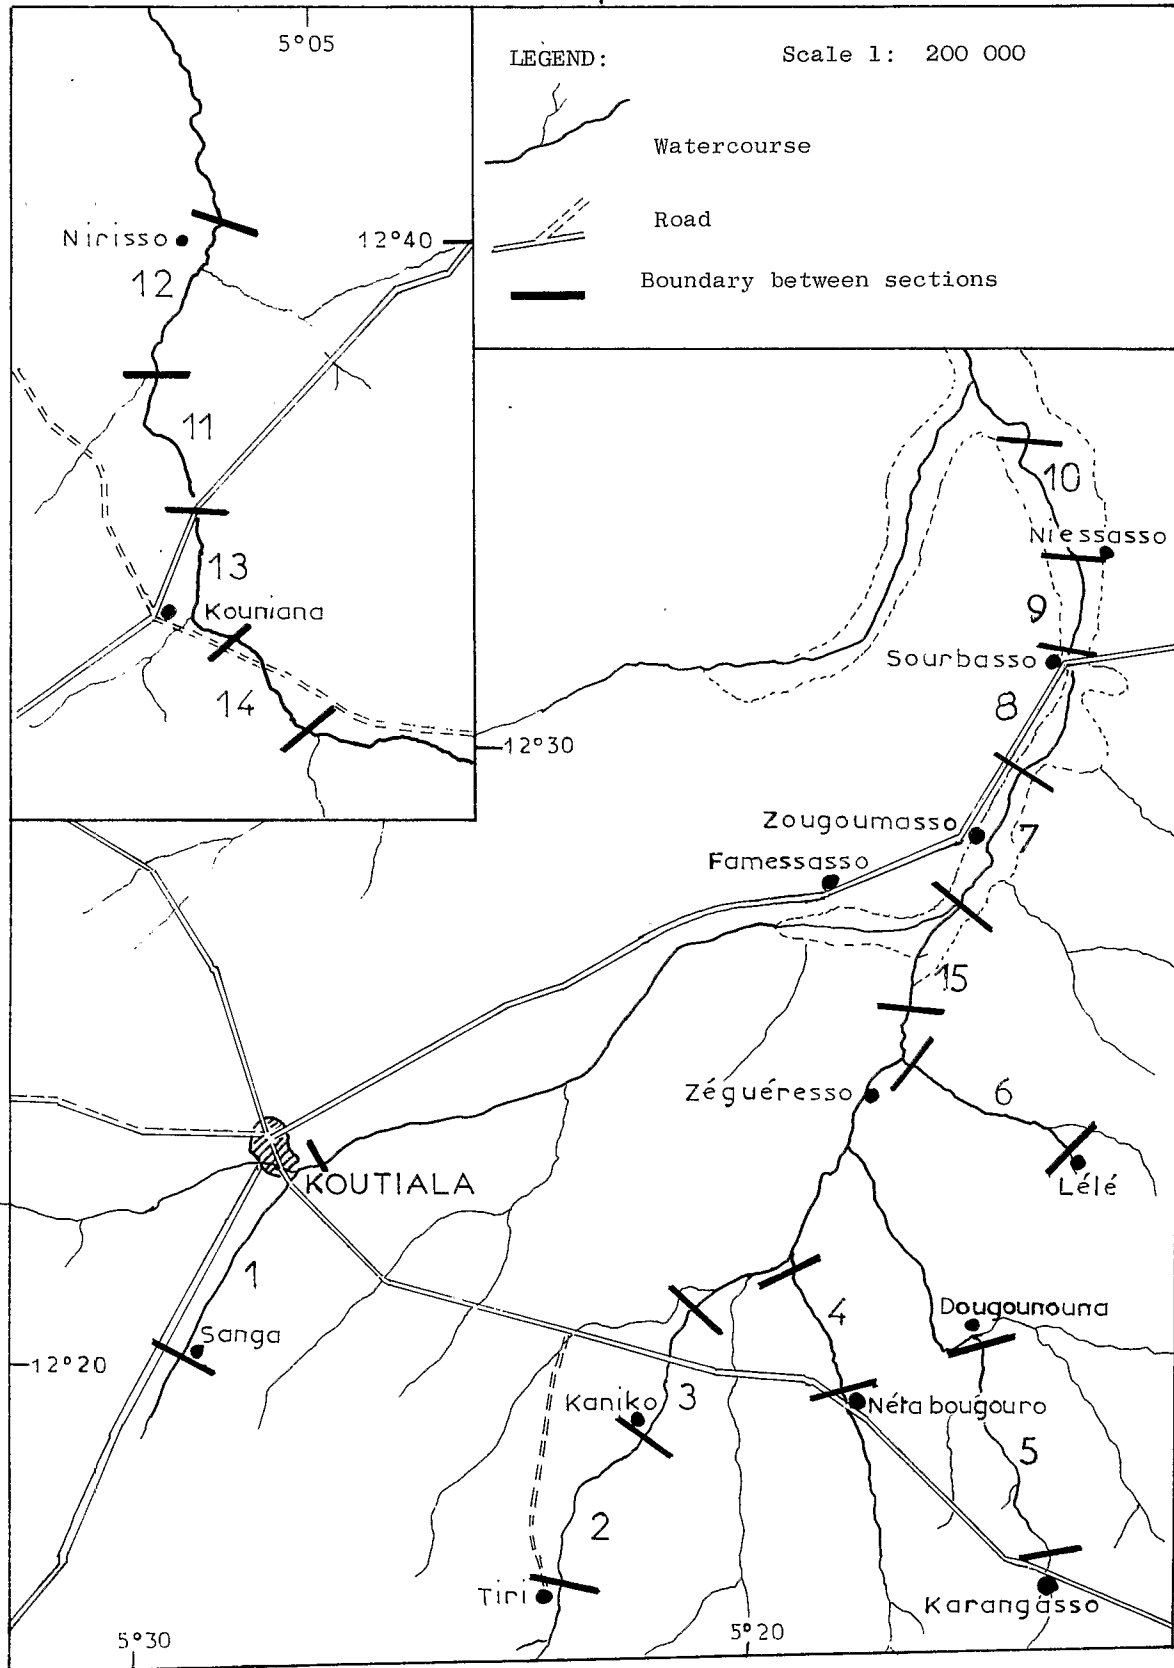 5°05
LEGEND: Scale 1: 200 000
Watercourse
Road
Boundary between sections
Nirisso
12°40
12
11
13
Kouniana
14
12°30
10
Niessasso
9
Sourbasso
8
Zougoumasso
7
Famessasso
15
Zéguéresso
6
Lélé
KOUTIALA
1
Sanga
12°20
4
Dougounouna
3
Kaniko
Nétabougouro
5
2
Tiri
Karangasso
5°30
5°20